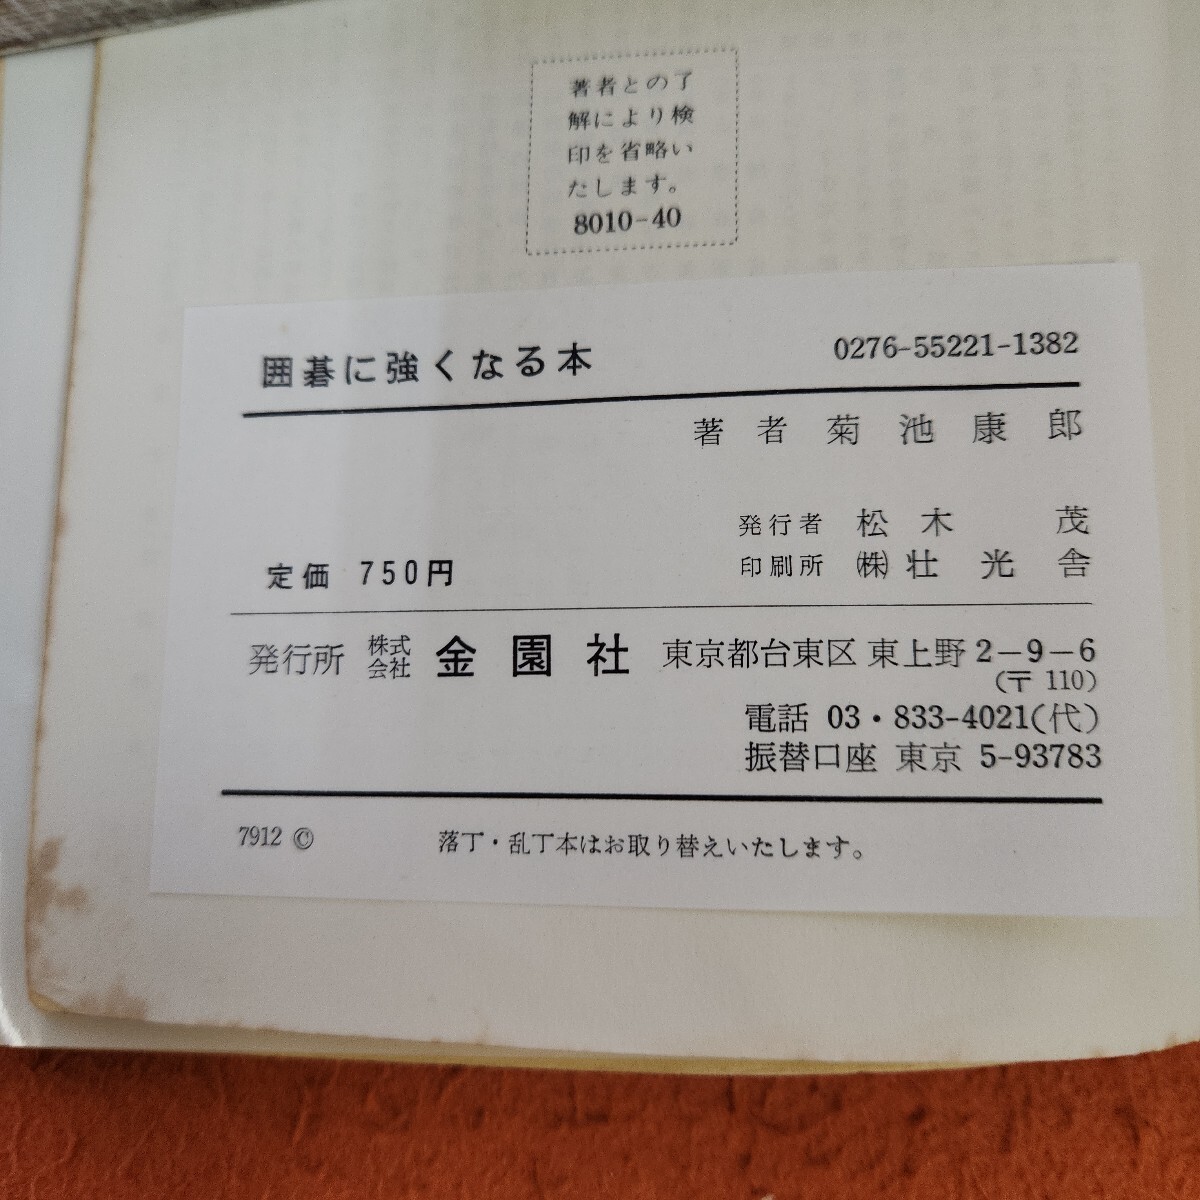 著者との了
解により検
印を省略い
たします。
8010-40
囲碁に強くなる本 0276-55221-1382
著者 菊池康郎
発行者 松木 茂
定価 750円 印刷所 ㈱壮光舎
発行所 株式会社 金園社 東京都台東区東上野2-9-6
(〒110)
電話 03・833-4021(代)
振替口座 東京 5-93783
7912 © 落丁・乱丁本はお取り替えいたします。